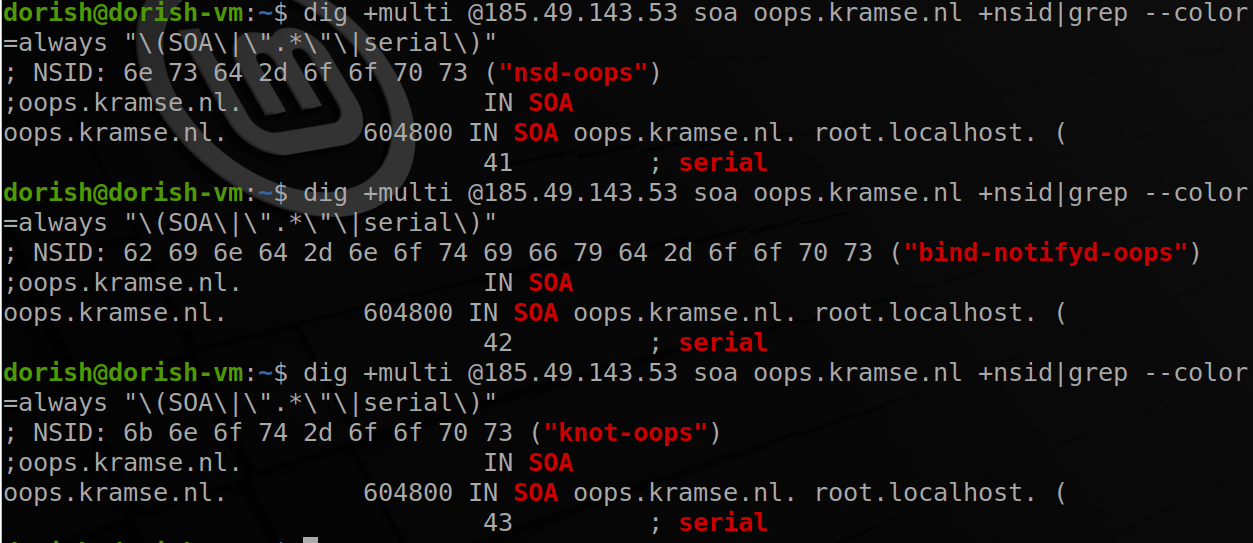 dorish@dorish-vm:~$ dig +multi @185.49.143.53 soa oops.kramse.nl +nsid|grep --color
=always "\(SOA\|\".*\"\|serial\)"
; NSID: 6e 73 64 2d 6f 6f 70 73 ("nsd-oops")
;oops.kramse.nl.                IN SOA
oops.kramse.nl.         604800 IN SOA oops.kramse.nl. root.localhost. (
                                41         ; serial
dorish@dorish-vm:~$ dig +multi @185.49.143.53 soa oops.kramse.nl +nsid|grep --color
=always "\(SOA\|\".*\"\|serial\)"
; NSID: 62 69 6e 64 2d 6e 6f 74 69 66 79 64 2d 6f 6f 70 73 ("bind-notifyd-oops")
;oops.kramse.nl.                IN SOA
oops.kramse.nl.         604800 IN SOA oops.kramse.nl. root.localhost. (
                                42         ; serial
dorish@dorish-vm:~$ dig +multi @185.49.143.53 soa oops.kramse.nl +nsid|grep --color
=always "\(SOA\|\".*\"\|serial\)"
; NSID: 6b 6e 6f 74 2d 6f 6f 70 73 ("knot-oops")
;oops.kramse.nl.                IN SOA
oops.kramse.nl.         604800 IN SOA oops.kramse.nl. root.localhost. (
                                43         ; serial